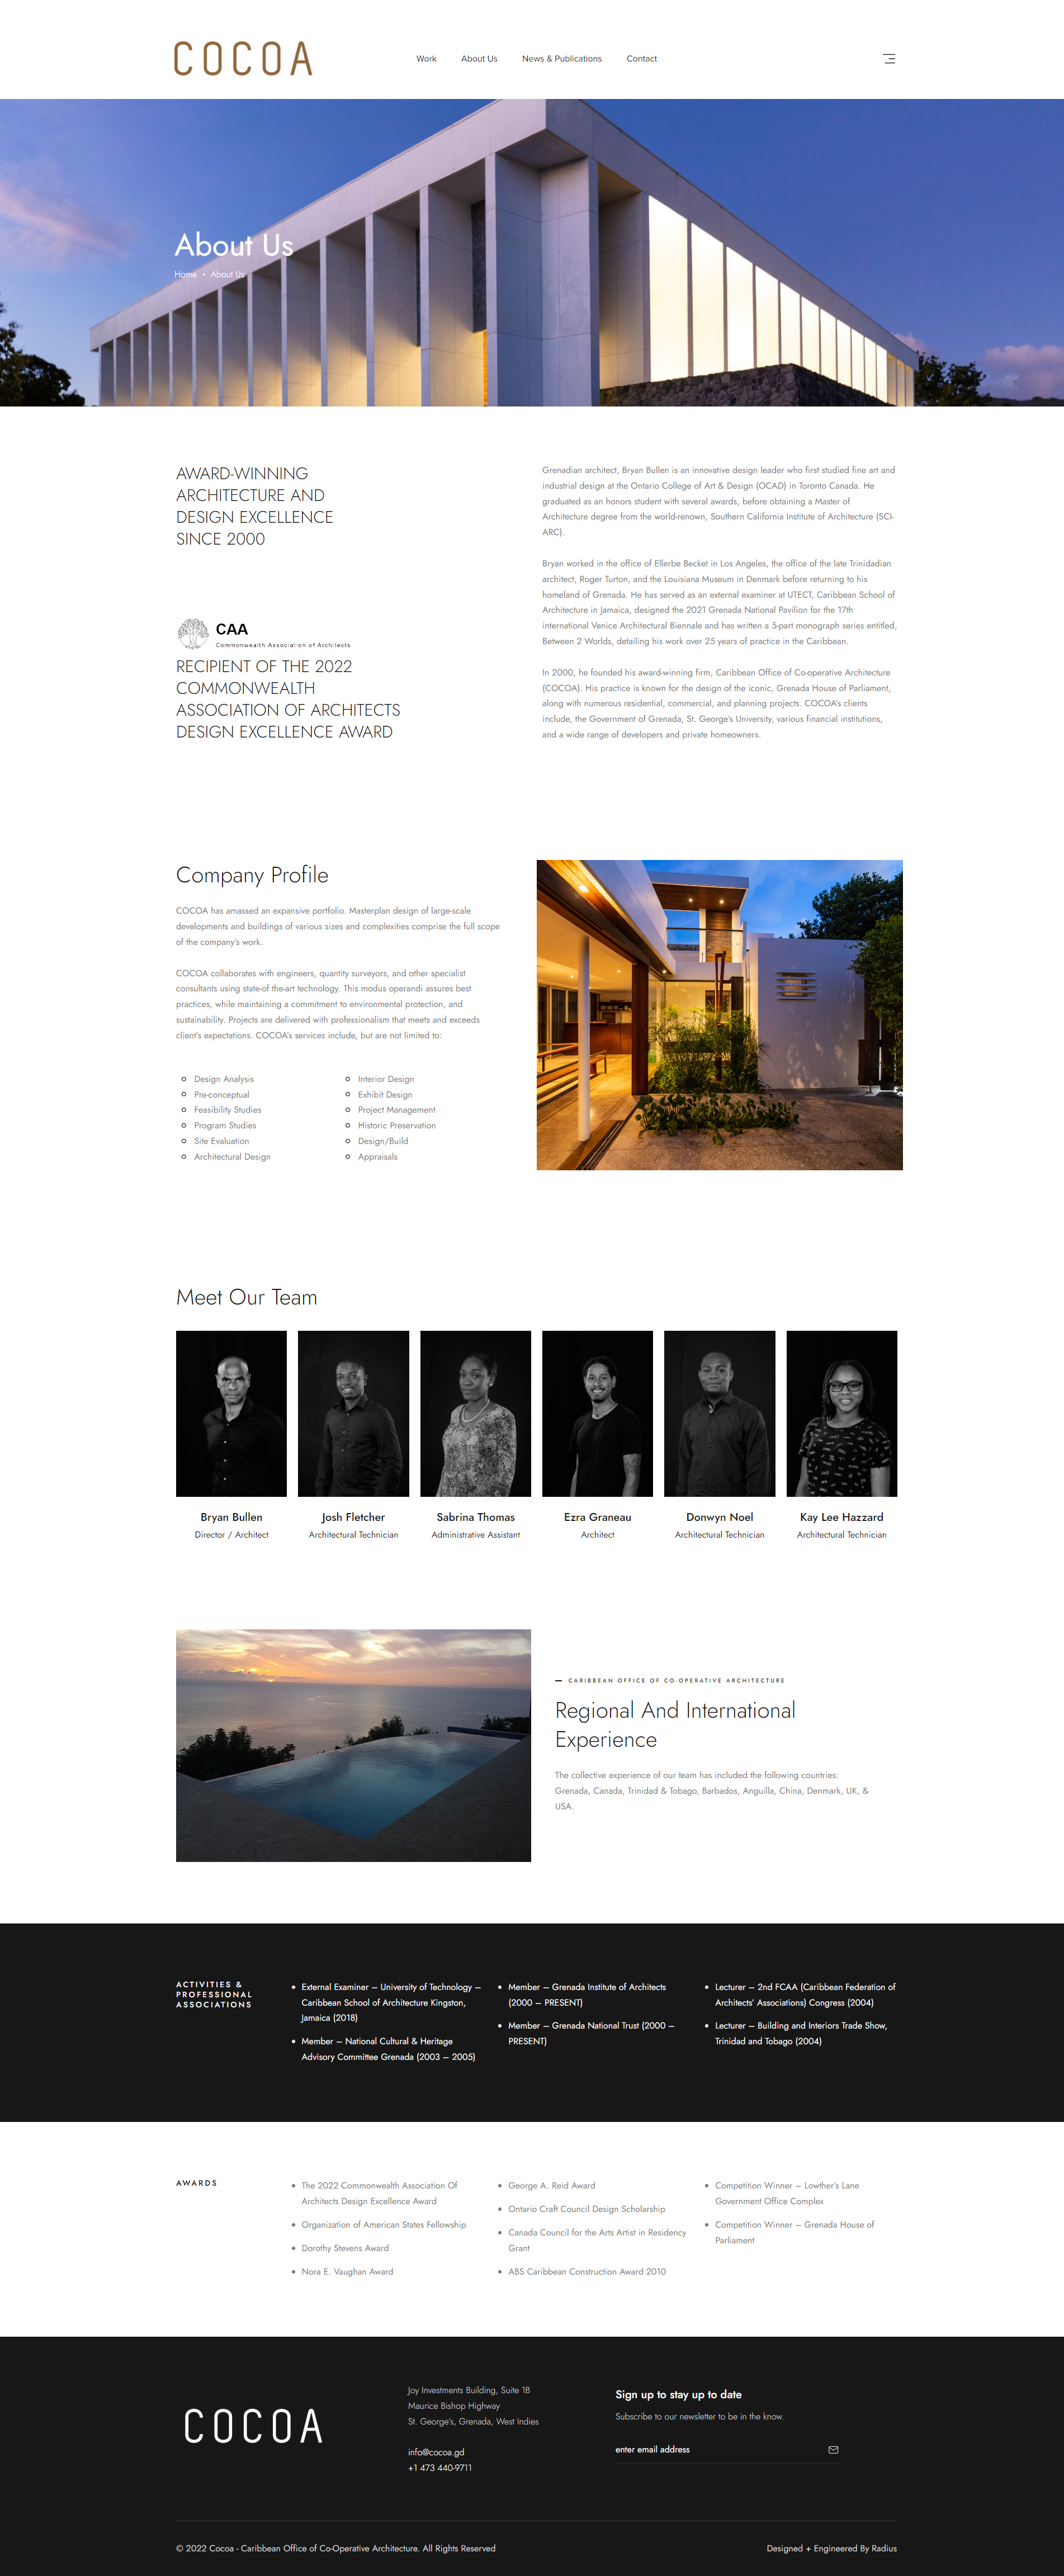 COCOA
Work
About Us
News & Publications
Contact
About Us
Home • About Us
AWARD-WINNING
ARCHITECTURE AND
DESIGN EXCELLENCE
SINCE 2000
CAA
Commonwealth Association of Architects
RECIPIENT OF THE 2022
COMMONWEALTH
ASSOCIATION OF ARCHITECTS
DESIGN EXCELLENCE AWARD
Grenadian architect, Bryan Bullen is an innovative design leader who first studied fine art and
industrial design at the Ontario College of Art & Design (OCAD) in Toronto Canada. He
graduated as an honors student with several awards, before obtaining a Master of
Architecture degree from the world-renown, Southern California Institute of Architecture (SCI-
ARC).
Bryan worked in the office of Ellerbe Becket in Los Angeles, the office of the late Trinidadian
architect, Roger Turton, and the Louisiana Museum in Denmark before returning to his
homeland of Grenada. He has served as an external examiner at UTECT, Caribbean School of
Architecture in Jamaica, designed the 2021 Grenada National Pavilion for the 17th
international Venice Architectural Biennale and has written a 5-part monograph series entitled,
Between 2 Worlds, detailing his work over 25 years of practice in the Caribbean.
In 2000, he founded his award-winning firm, Caribbean Office of Co-operative Architecture
(COCOA). His practice is known for the design of the iconic, Grenada House of Parliament,
along with numerous residential, commercial, and planning projects. COCOA's clients
include, the Government of Grenada, St. George's University, various financial institutions,
and a wide range of developers and private homeowners.
Company Profile
COCOA has amassed an expansive portfolio. Masterplan design of large-scale
developments and buildings of various sizes and complexities comprise the full scope
of the company's work.
COCOA collaborates with engineers, quantity surveyors, and other specialist
consultants using state-of the-art technology. This modus operandi assures best
practices, while maintaining a commitment to environmental protection, and
sustainability. Projects are delivered with professionalism that meets and exceeds
client's expectations. COCOA's services include, but are not limited to:
Design Analysis
Pre-conceptual
Feasibility Studies
Program Studies
Site Evaluation
Architectural Design
Interior Design
Exhibit Design
Project Management
Historic Preservation
Design/Build
Appraisals
Meet Our Team
Bryan Bullen
Director / Architect
Josh Fletcher
Architectural Technician
Sabrina Thomas
Administrative Assistant
Ezra Graneau
Architect
Donwyn Noel
Architectural Technician
Kay Lee Hazzard
Architectural Technician
CARIBBEAN OFFICE OF CO-OPERATIVE ARCHITECTURE
Regional And International
Experience
The collective experience of our team has included the following countries:
Grenada, Canada, Trinidad & Tobago, Barbados, Anguilla, China, Denmark, UK, &
USA.
ACTIVITIES &
PROFESSIONAL
ASSOCIATIONS
External Examiner – University of Technology –
Caribbean School of Architecture Kingston,
Jamaica (2018)
Member – National Cultural & Heritage
Advisory Committee Grenada (2003 – 2005)
Member – Grenada Institute of Architects
(2000 – PRESENT)
Member – Grenada National Trust (2000 –
PRESENT)
Lecturer – 2nd FCAA (Caribbean Federation of
Architects' Associations) Congress (2004)
Lecturer – Building and Interiors Trade Show,
Trinidad and Tobago (2004)
AWARDS
The 2022 Commonwealth Association Of
Architects Design Excellence Award
Organization of American States Fellowship
Dorothy Stevens Award
Nora E. Vaughan Award
George A. Reid Award
Ontario Craft Council Design Scholarship
Canada Council for the Arts Artist in Residency
Grant
ABS Caribbean Construction Award 2010
Competition Winner – Lowther's Lane
Government Office Complex
Competition Winner – Grenada House of
Parliament
COCOA
Joy Investments Building, Suite 1B
Maurice Bishop Highway
St. George's, Grenada, West Indies
info@cocoa.gd
+1 473 440-9711
Sign up to stay up to date
Subscribe to our newsletter to be in the know.
enter email address
© 2022 Cocoa - Caribbean Office of Co-Operative Architecture. All Rights Reserved
Designed + Engineered By Radius